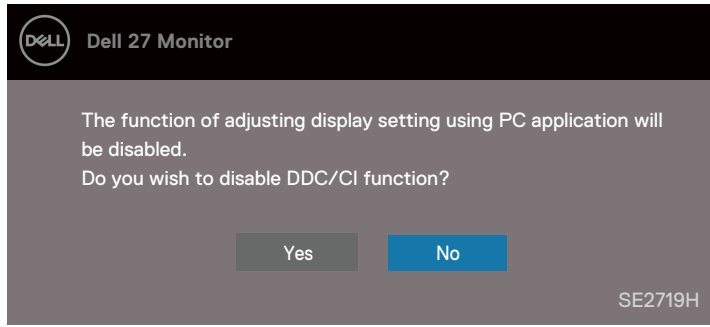 DELL
Dell 27 Monitor
The function of adjusting display setting using PC application will
be disabled.
Do you wish to disable DDC/CI function?
Yes
No
SE2719H